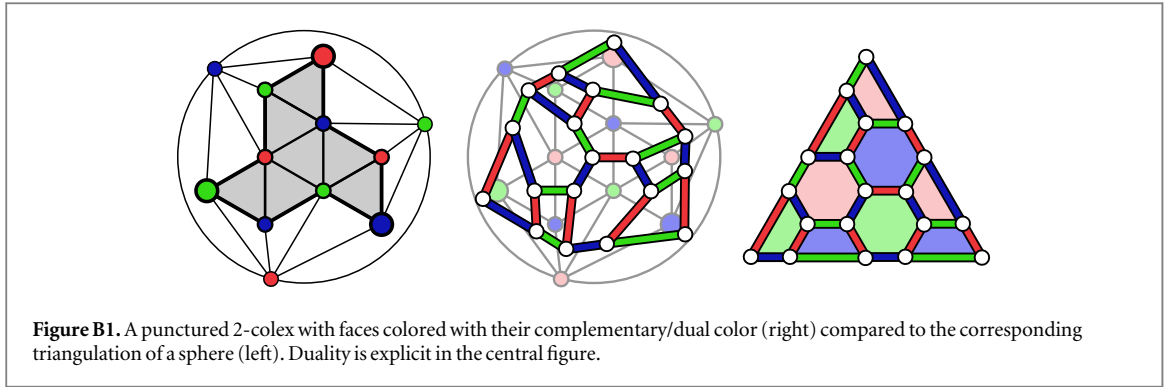 Figure B1. A punctured 2-colex with faces colored with their complementary/dual color (right) compared to the corresponding
triangulation of a sphere (left). Duality is explicit in the central figure.